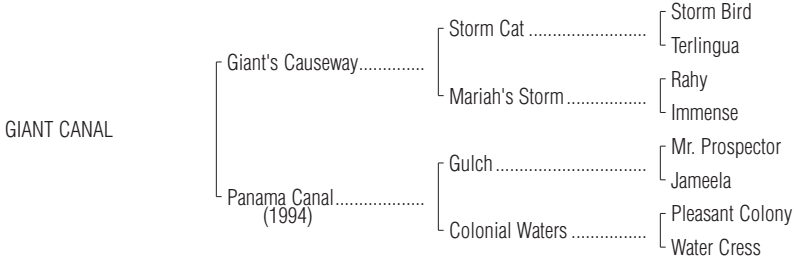 GIANT CANAL
Giant's Causeway..............
Panama Canal...................
(1994)
Storm Cat .........................
Mariah's Storm .................
Gulch ................................
Colonial Waters ................
Storm Bird
Terlingua
Rahy
Immense
Mr. Prospector
Jameela
Pleasant Colony
Water Cress